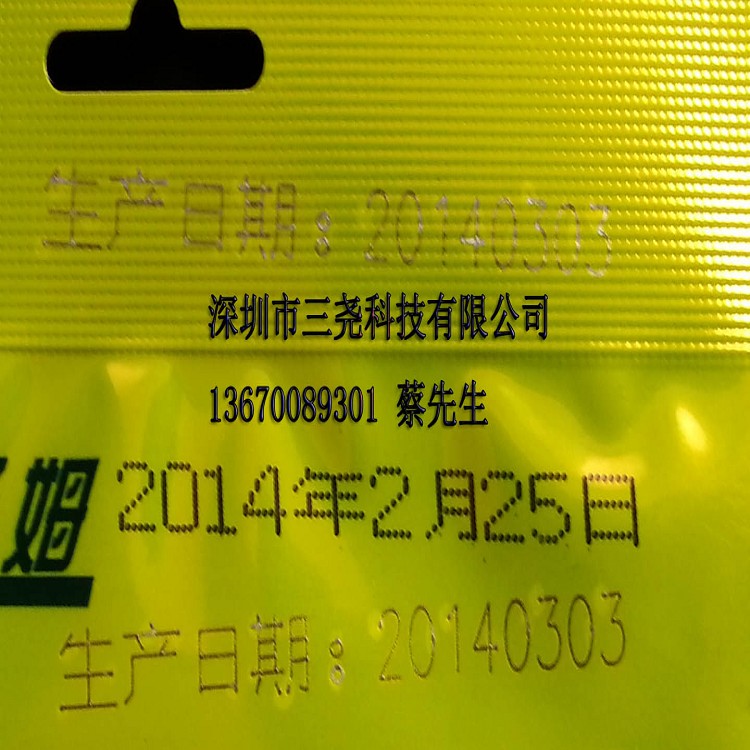 生产日期：20140303
深圳市三尧科技有限公司
13670089301 蔡先生
姆
2014年2月25日
生产日期：20140303